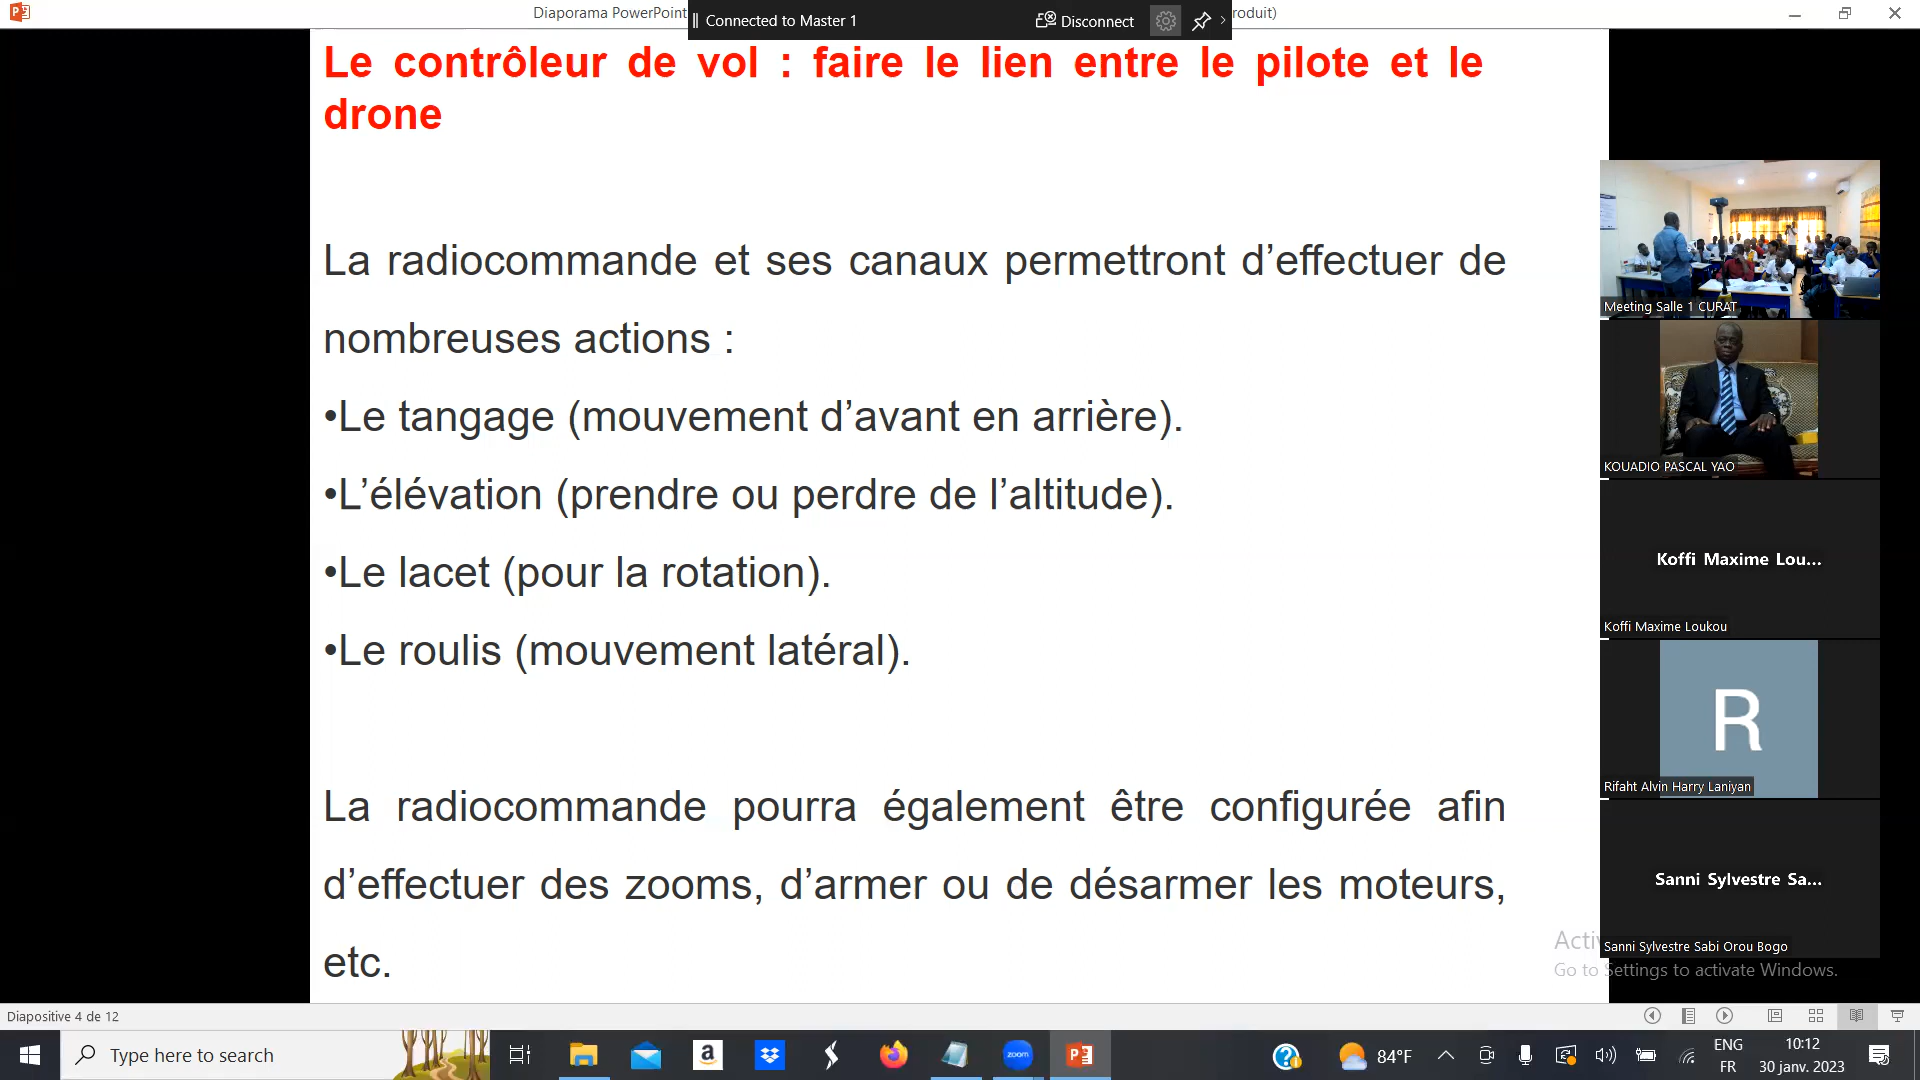 Diaporama PowerPoint
Connected to Master 1
Disconnect
roduit)
Le contrôleur de vol : faire le lien entre le pilote et le
drone
La radiocommande et ses canaux permettront d’effectuer de
nombreuses actions :
•Le tangage (mouvement d’avant en arrière).
•L’élévation (prendre ou perdre de l’altitude).
•Le lacet (pour la rotation).
•Le roulis (mouvement latéral).
La radiocommande pourra également être configurée afin
d’effectuer des zooms, d’armer ou de désarmer les moteurs,
etc.
Meeting Salle 1 CURAT
KOUADIO PASCAL YAO
Koffi Maxime Lou...
Koffi Maxime Loukou
R
Rifaht Alvin Harry Laniyan
Sanni Sylvestre Sa...
Sanni Sylvestre Sabi Orou Bogo
Acti
Go to Settings to activate Windows.
Diapositive 4 de 12
Type here to search
a
zoom
P
84°F
ENG
FR
10:12
30 janv. 2023